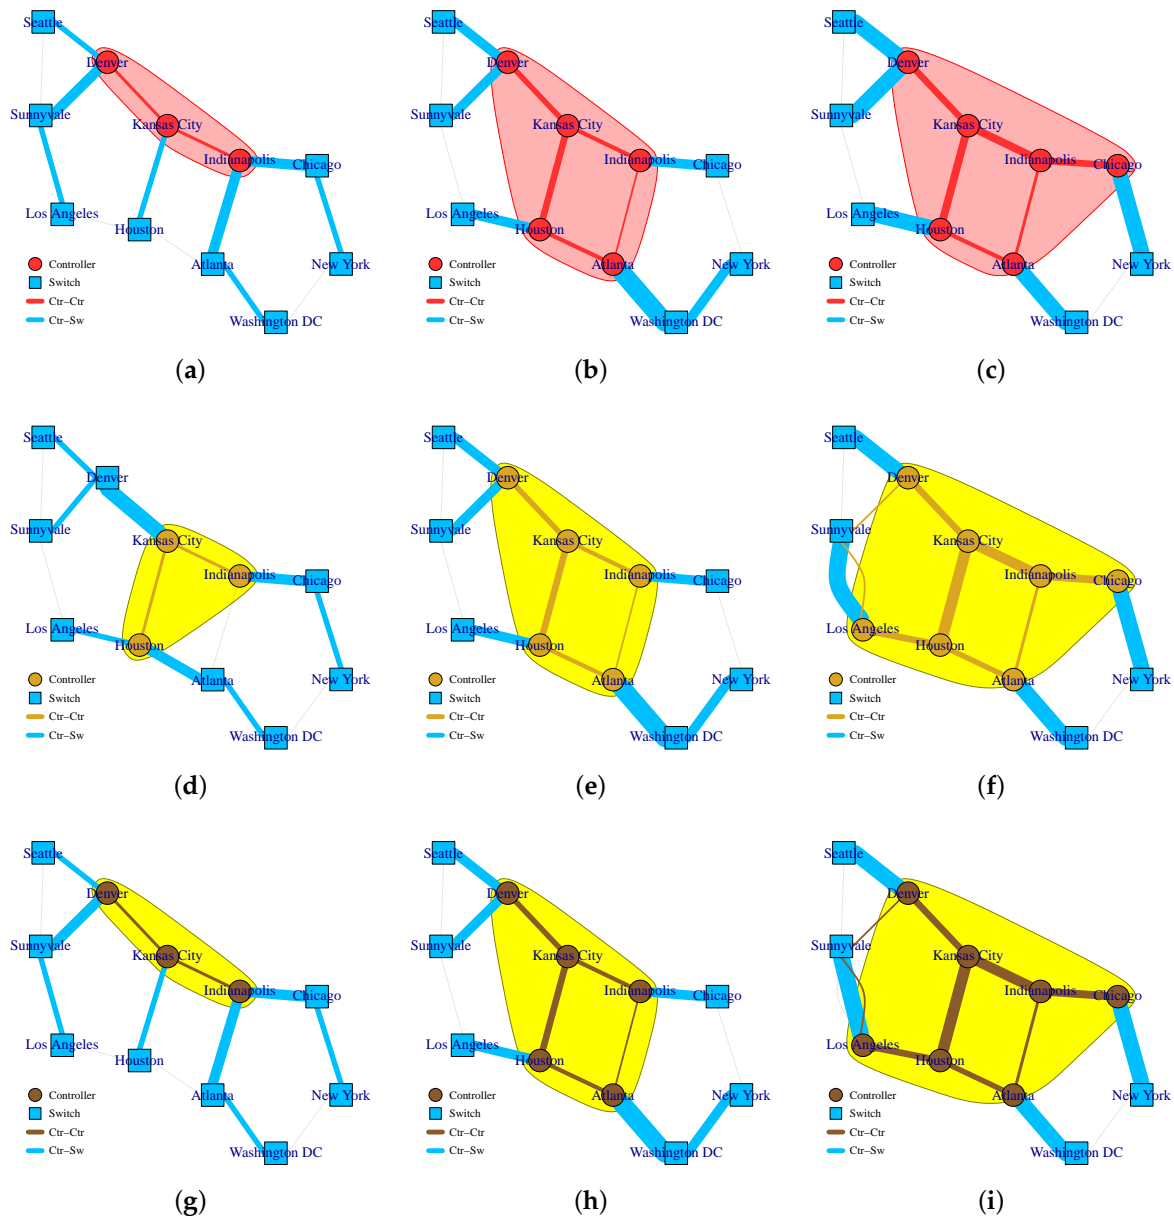 Seattle
Denver
Sunnyvale
Kansas City
Indianapolis
Chicago
Los Angeles
Houston
Atlanta
New York
Washington DC
Controller
Switch
Ctr–Ctr
Ctr–Sw
(a)
Seattle
Denver
Sunnyvale
Kansas City
Indianapolis
Chicago
Los Angeles
Houston
Atlanta
New York
Washington DC
Controller
Switch
Ctr–Ctr
Ctr–Sw
(b)
Seattle
Denver
Sunnyvale
Kansas City
Indianapolis
Chicago
Los Angeles
Houston
Atlanta
New York
Washington DC
Controller
Switch
Ctr–Ctr
Ctr–Sw
(c)
Seattle
Denver
Sunnyvale
Kansas City
Indianapolis
Chicago
Los Angeles
Houston
Atlanta
New York
Washington DC
Controller
Switch
Ctr–Ctr
Ctr–Sw
(d)
Seattle
Denver
Sunnyvale
Kansas City
Indianapolis
Chicago
Los Angeles
Houston
Atlanta
New York
Washington DC
Controller
Switch
Ctr–Ctr
Ctr–Sw
(e)
Seattle
Denver
Sunnyvale
Kansas City
Indianapolis
Chicago
Los Angeles
Houston
Atlanta
New York
Washington DC
Controller
Switch
Ctr–Ctr
Ctr–Sw
(f)
Seattle
Denver
Sunnyvale
Kansas City
Indianapolis
Chicago
Los Angeles
Houston
Atlanta
New York
Washington DC
Controller
Switch
Ctr–Ctr
Ctr–Sw
(g)
Seattle
Denver
Sunnyvale
Kansas City
Indianapolis
Chicago
Los Angeles
Houston
Atlanta
New York
Washington DC
Controller
Switch
Ctr–Ctr
Ctr–Sw
(h)
Seattle
Denver
Sunnyvale
Kansas City
Indianapolis
Chicago
Los Angeles
Houston
Atlanta
New York
Washington DC
Controller
Switch
Ctr–Ctr
Ctr–Sw
(i)